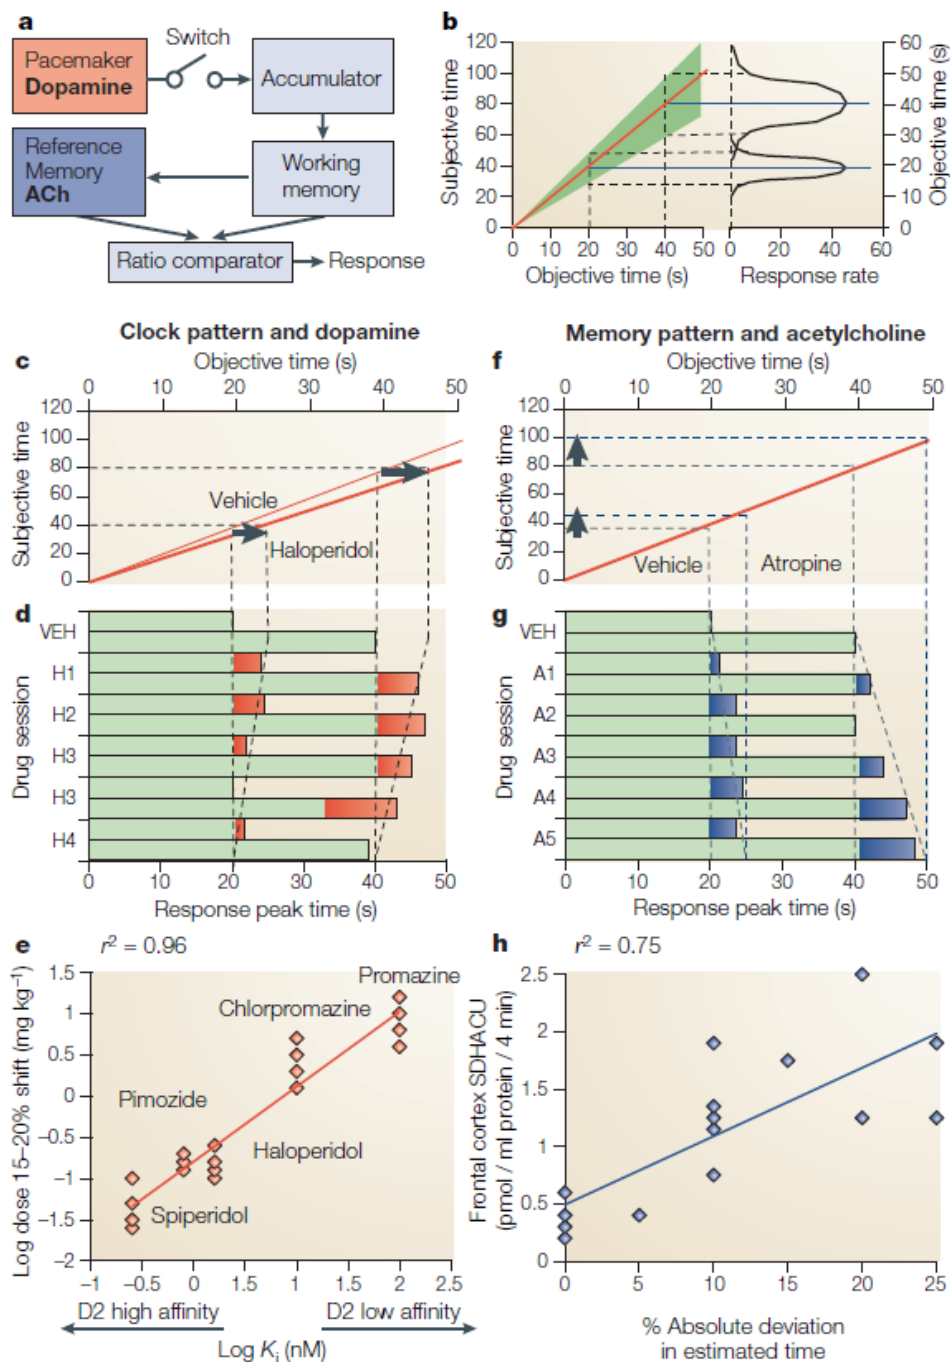 a
Switch
Pacemaker
Dopamine
Accumulator
Reference
Memory
ACh
Working
memory
Ratio comparator
Response
b
120
100
80
60
40
20
0
Subjective time
0 10 20 30 40 50
Objective time (s)
0 20 40 60
Response rate
60
50
40
30
20
10
0
Objective time (s)
Clock pattern and dopamine
c
Objective time (s)
0 10 20 30 40 50
120
100
80
60
40
20
0
Subjective time
Vehicle
Haloperidol
d
VEH
H1
H2
H3
H3
H4
Drug session
0 10 20 30 40 50
Response peak time (s)
e
r² = 0.96
1.5
1
0.5
0
−0.5
−1
−1.5
−2
Log dose 15–20% shift (mg kg⁻¹)
Promazine
Chlorpromazine
Pimozide
Haloperidol
Spiperidol
−1 −0.5 0 0.5 1 1.5 2 2.5
D2 high affinity
D2 low affinity
Log Kᵢ (nM)
Memory pattern and acetylcholine
f
Objective time (s)
0 10 20 30 40 50
120
100
80
60
40
20
0
Subjective time
Vehicle
Atropine
g
VEH
A1
A2
A3
A4
A5
Drug session
0 10 20 30 40 50
Response peak time (s)
h
r² = 0.75
2.5
2
1.5
1
0.5
0
Frontal cortex SDHACU
(pmol / ml protein / 4 min)
0 5 10 15 20 25
% Absolute deviation
in estimated time